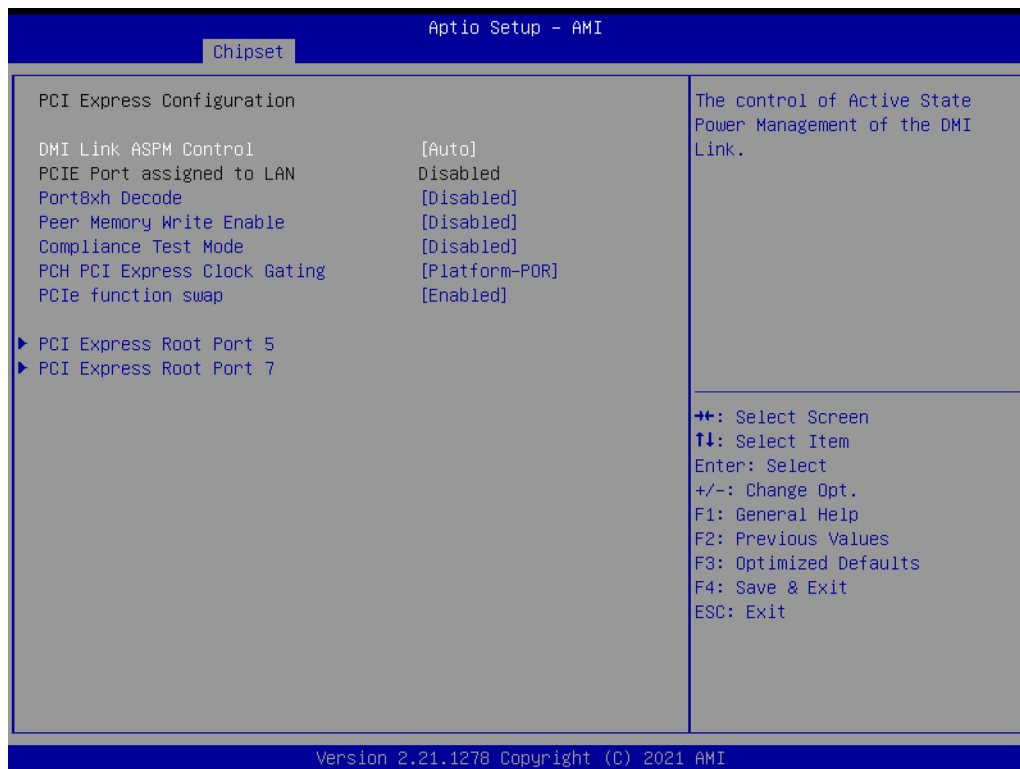 Aptio Setup – AMI
Chipset
PCI Express Configuration
DMI Link ASPM Control [Auto]
PCIE Port assigned to LAN Disabled
Port8xh Decode [Disabled]
Peer Memory Write Enable [Disabled]
Compliance Test Mode [Disabled]
PCH PCI Express Clock Gating [Platform-POR]
PCIe function swap [Enabled]
PCI Express Root Port 5
PCI Express Root Port 7
The control of Active State
Power Management of the DMI
Link.
→←: Select Screen
↑↓: Select Item
Enter: Select
+/-: Change Opt.
F1: General Help
F2: Previous Values
F3: Optimized Defaults
F4: Save & Exit
ESC: Exit
Version 2.21.1278 Copyright (C) 2021 AMI